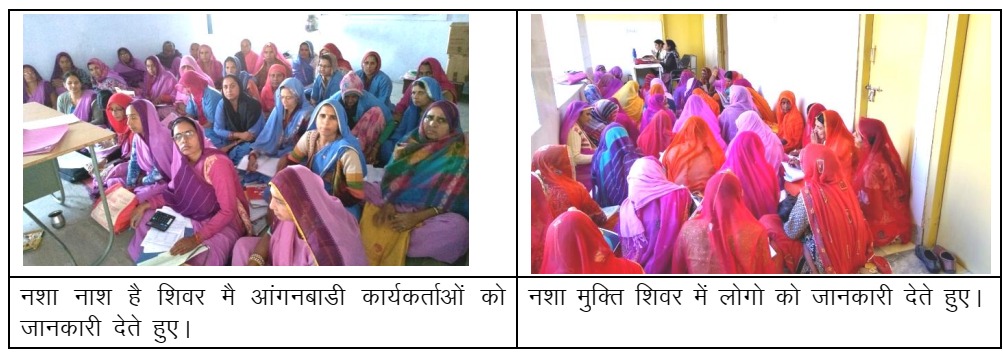 नशा नाश है शिवर मै आंगनबाडी कार्यकर्ताओं को
जानकारी देते हुए।
नशा मुक्ति शिवर में लोगो को जानकारी देते हुए।